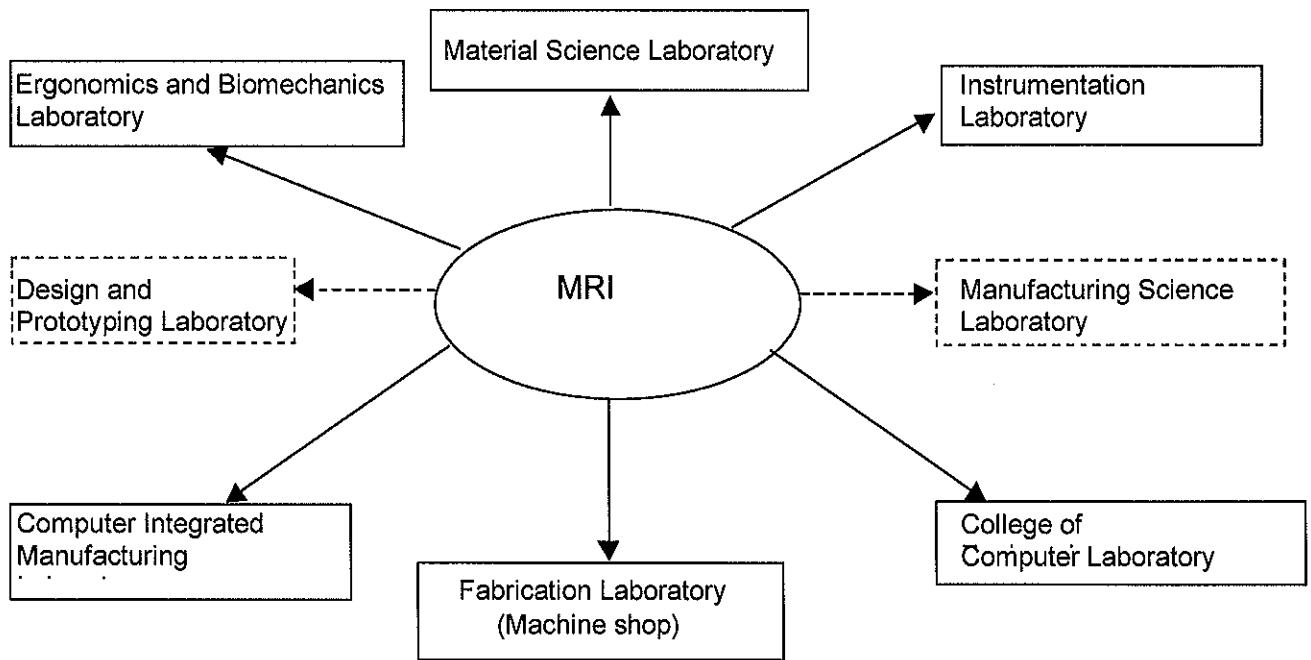 Material Science Laboratory
Ergonomics and Biomechanics
Laboratory
Instrumentation
Laboratory
MRI
Design and
Prototyping Laboratory
Manufacturing Science
Laboratory
Computer Integrated
Manufacturing
College of
Computer Laboratory
Fabrication Laboratory
(Machine shop)